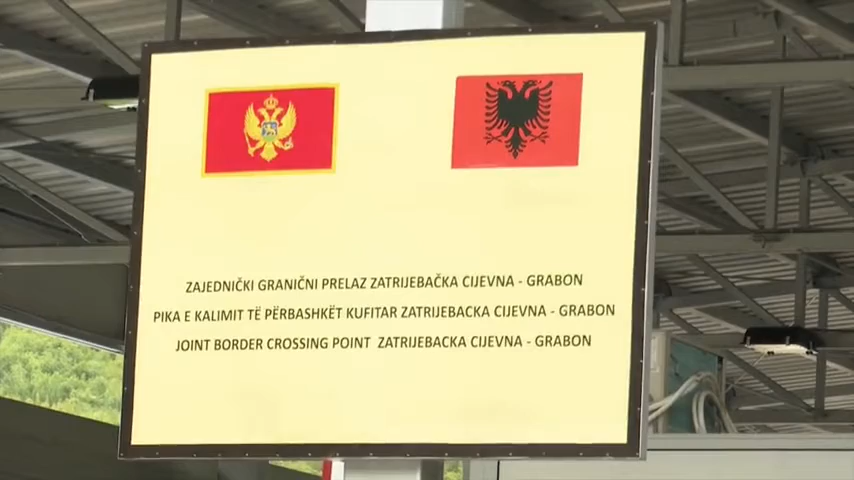 ZAJEDNIČKI GRANIČNI PRELAZ ZATRIJEBAČKA CIJEVNA - GRABON
PIKA E KALIMIT TË PËRBASHKËT KUFITAR ZATRIJEBACKA CIJEVNA - GRABON
JOINT BORDER CROSSING POINT ZATRIJEBACKA CIJEVNA - GRABON